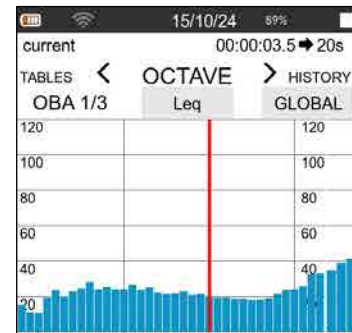 15/10/24 89%
current 00:00:03.5 ➡ 20s
TABLES < OCTAVE > HISTORY
OBA 1/3 Leq GLOBAL
120 120
100 100
80 80
60 60
40 40
20